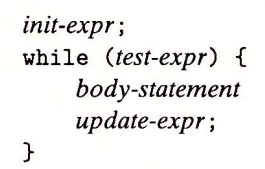 init-expr;
while (test-expr) {
    body-statement
    update-expr;
}